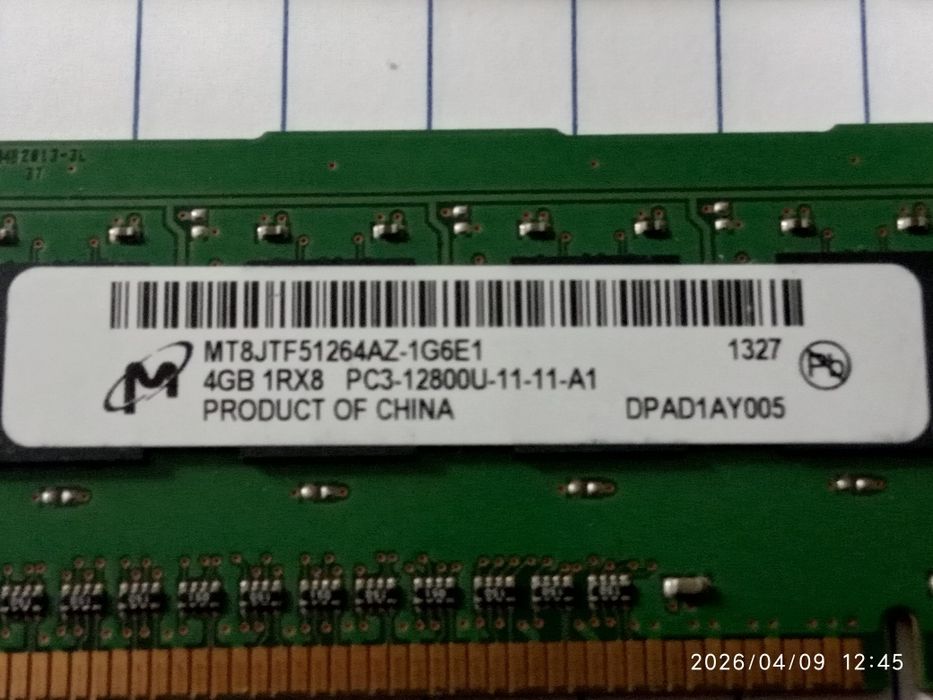 MT8JTF51264AZ-1G6E1 1327
4GB 1RX8 PC3-12800U-11-11-A1
PRODUCT OF CHINA DPAD1AY005
Pb
2026/04/09 12:45